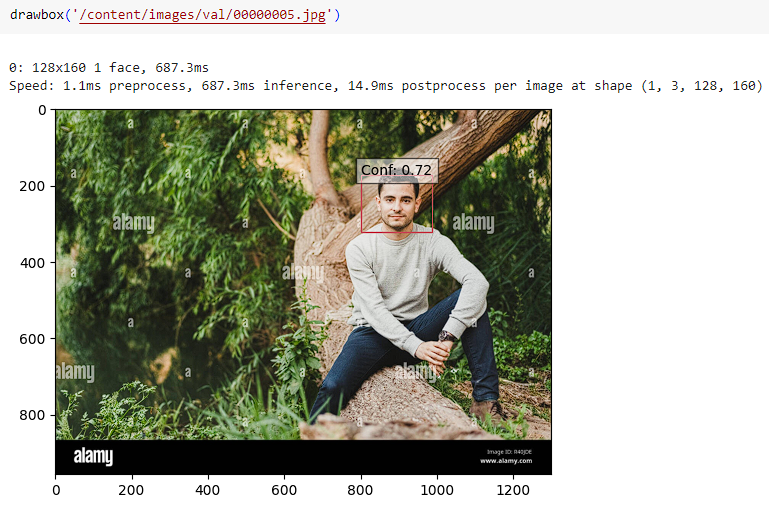 drawbox('/content/images/val/00000005.jpg')
0: 128x160 1 face, 687.3ms
Speed: 1.1ms preprocess, 687.3ms inference, 14.9ms postprocess per image at shape (1, 3, 128, 160)
0
200
400
600
800
Conf: 0.72
a a a a
alamy a alamy
a alamy a a
a a a a
alamy a alamy a
a a a a
alamy
Image ID: R40JDE
www.alamy.com
0 200 400 600 800 1000 1200